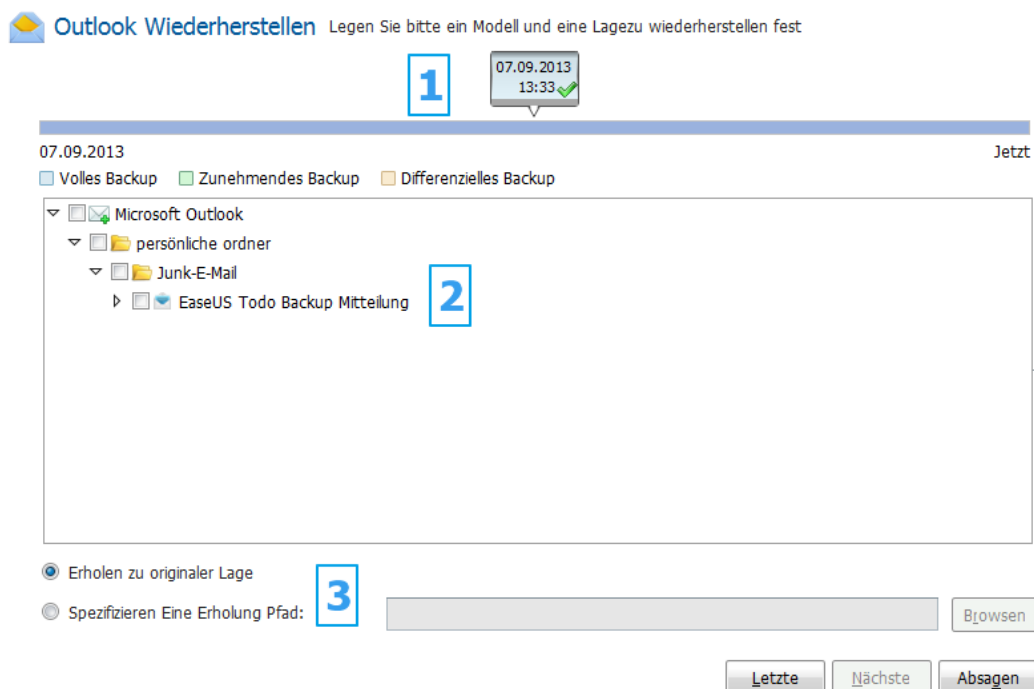 Outlook Wiederherstellen Legen Sie bitte ein Modell und eine Lagezu wiederherstellen fest
1
07.09.2013
13:33
07.09.2013 Jetzt
Volles Backup Zunehmendes Backup Differenzielles Backup
Microsoft Outlook
persönliche ordner
Junk-E-Mail
EaseUS Todo Backup Mitteilung
2
Erholen zu originaler Lage
3
Spezifizieren Eine Erholung Pfad: Browsen
Letzte Nächste Absagen